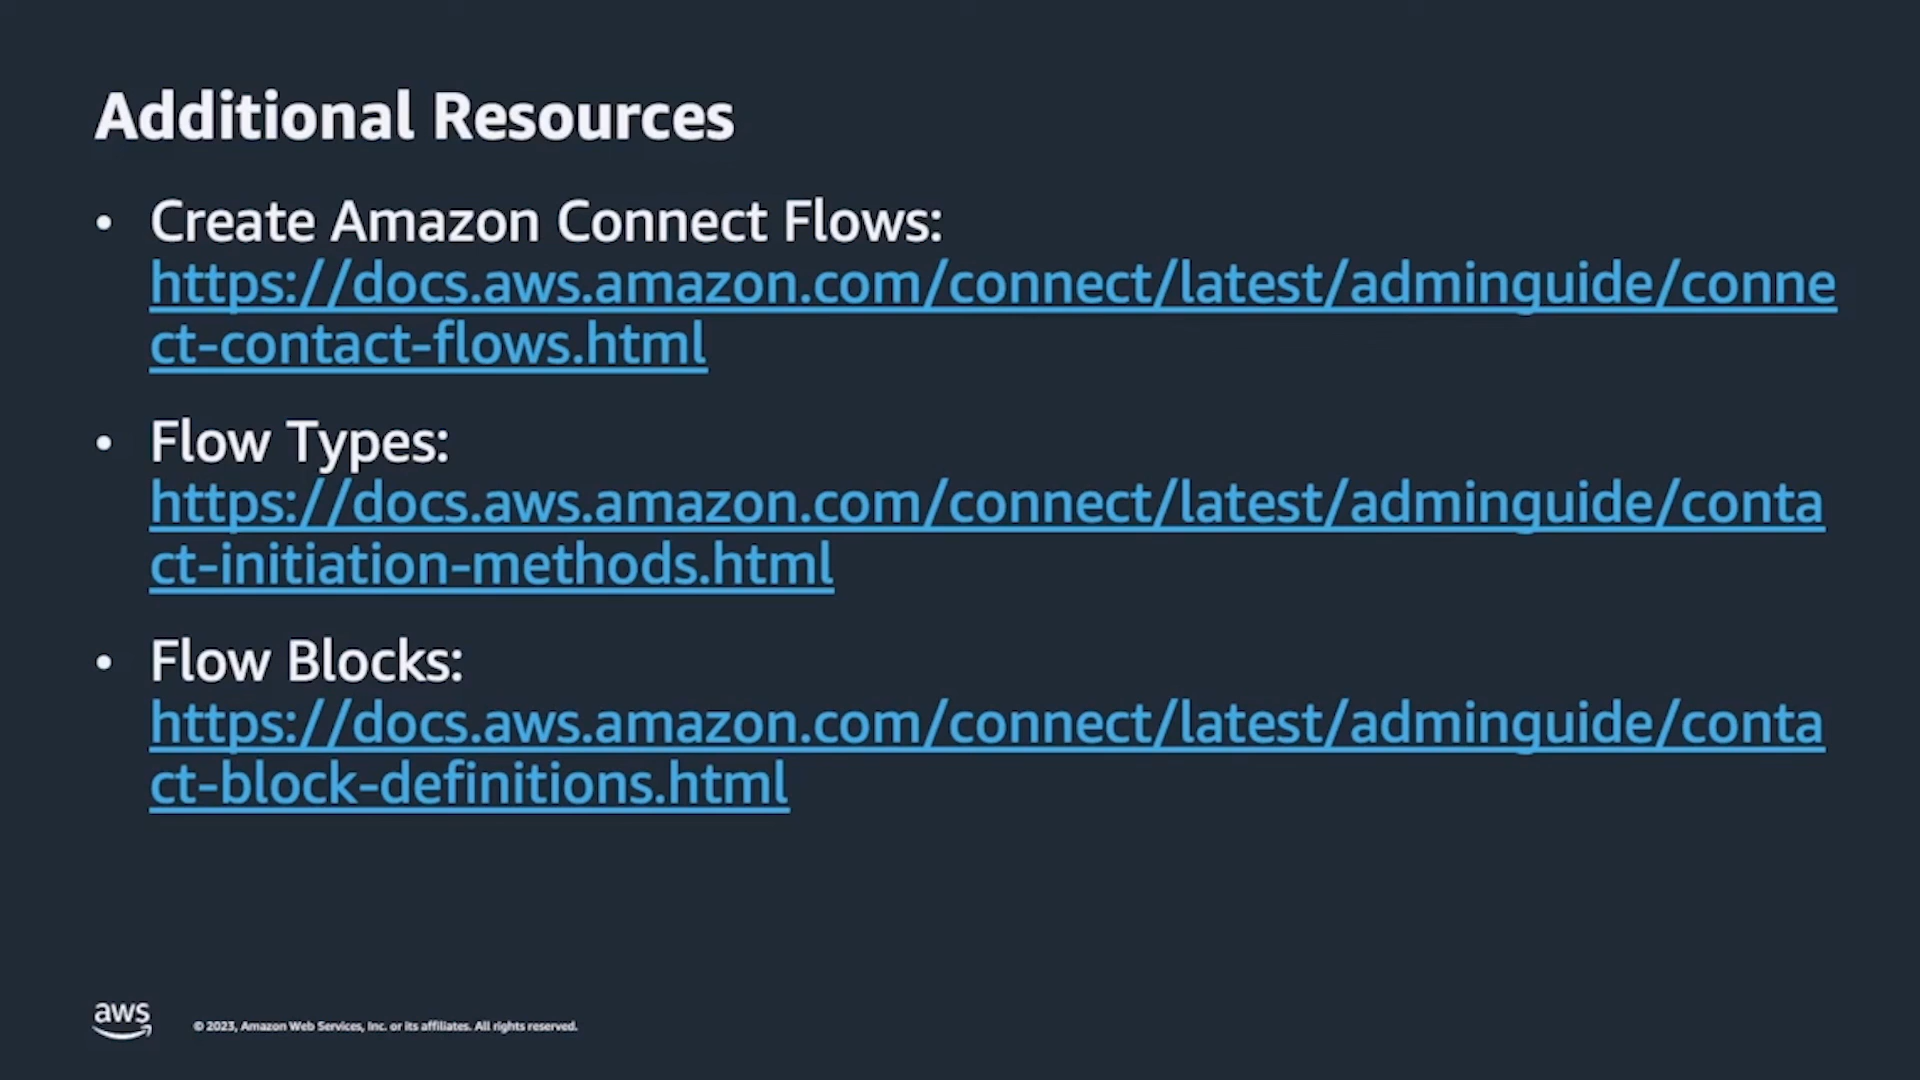 Additional Resources
• Create Amazon Connect Flows:
https://docs.aws.amazon.com/connect/latest/adminguide/conne
ct-contact-flows.html
• Flow Types:
https://docs.aws.amazon.com/connect/latest/adminguide/conta
ct-initiation-methods.html
• Flow Blocks:
https://docs.aws.amazon.com/connect/latest/adminguide/conta
ct-block-definitions.html
aws
© 2023, Amazon Web Services, Inc. or its affiliates. All rights reserved.